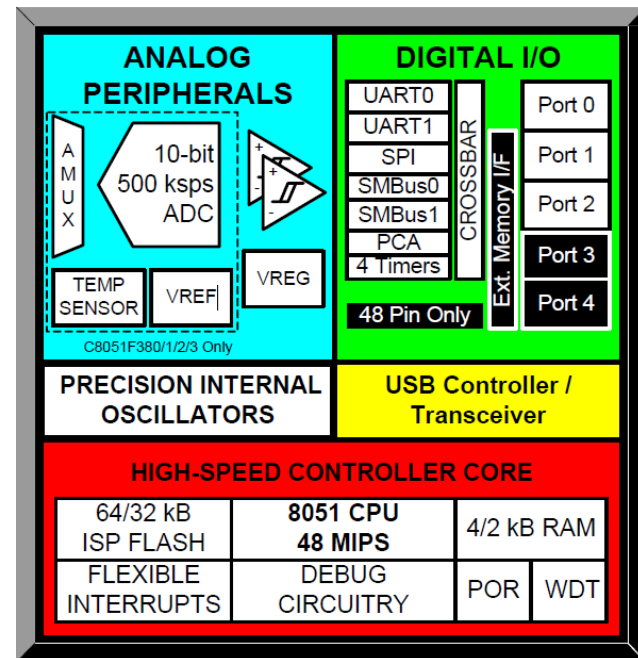 ANALOG
PERIPHERALS
A
M
U
X
10-bit
500 ksps
ADC
+
-
+
-
TEMP
SENSOR
VREF
VREG
C8051F380/1/2/3 Only
DIGITAL I/O
UART0
UART1
SPI
SMBus0
SMBus1
PCA
4 Timers
CROSSBAR
Ext. Memory I/F
Port 0
Port 1
Port 2
Port 3
Port 4
48 Pin Only
PRECISION INTERNAL
OSCILLATORS
USB Controller /
Transceiver
HIGH-SPEED CONTROLLER CORE
64/32 kB
ISP FLASH
8051 CPU
48 MIPS
4/2 kB RAM
FLEXIBLE
INTERRUPTS
DEBUG
CIRCUITRY
POR
WDT